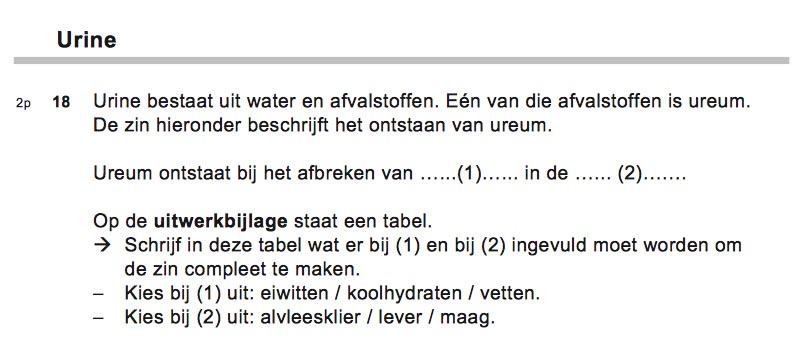 Urine
2p 18 Urine bestaat uit water en afvalstoffen. Eén van die afvalstoffen is ureum.
De zin hieronder beschrijft het ontstaan van ureum.
Ureum ontstaat bij het afbreken van ……(1)…… in de …… (2)…….
Op de uitwerkbijlage staat een tabel.
→ Schrijf in deze tabel wat er bij (1) en bij (2) ingevuld moet worden om
de zin compleet te maken.
– Kies bij (1) uit: eiwitten / koolhydraten / vetten.
– Kies bij (2) uit: alvleesklier / lever / maag.